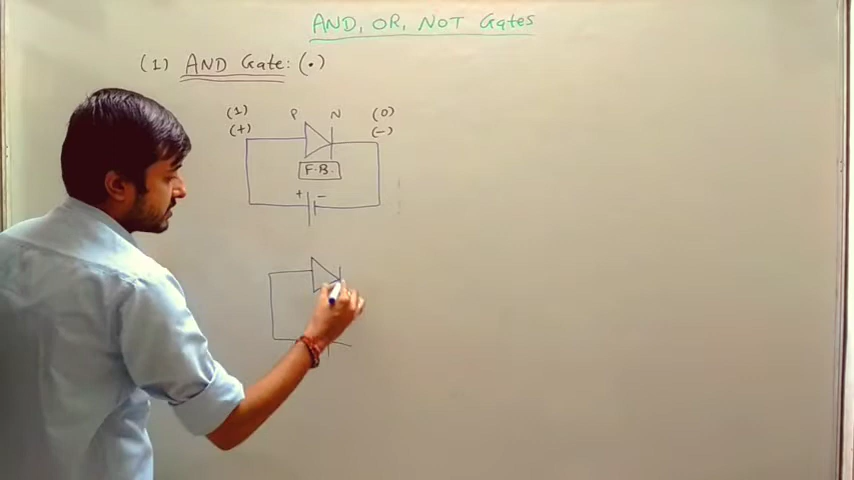 AND, OR, NOT Gates
(1) AND Gate: (•)
(1) P N (0)
(+) (-)
F.B.
+ -